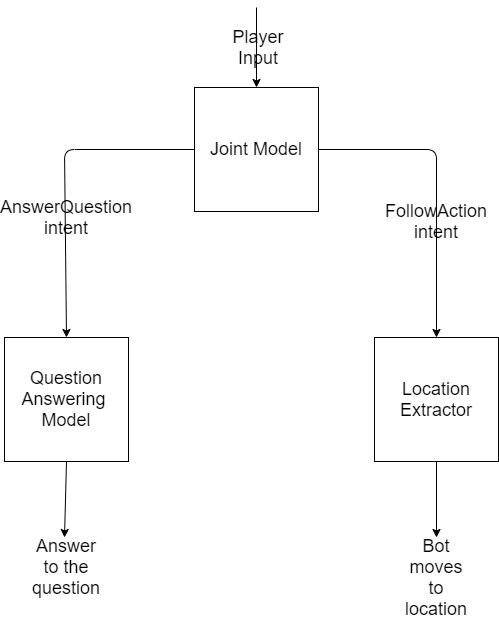 Player
Input
Joint Model
AnswerQuestion
intent
FollowAction
intent
Question
Answering
Model
Location
Extractor
Answer
to the
question
Bot
moves
to
location